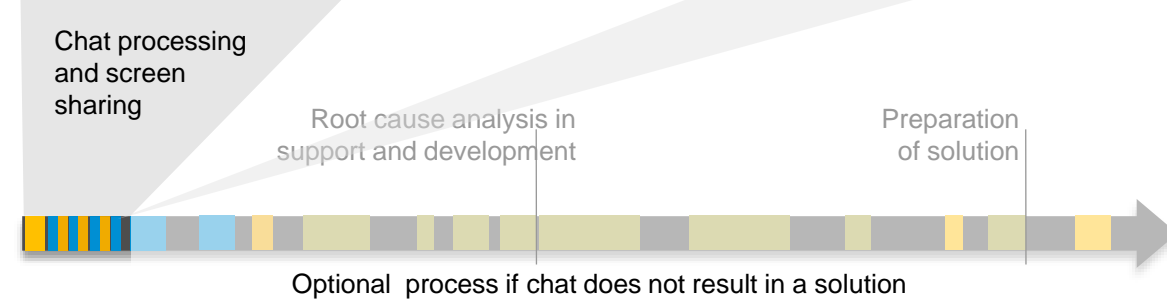 Chat processing
and screen
sharing
Root cause analysis in
support and development
Preparation
of solution
Optional  process if chat does not result in a solution